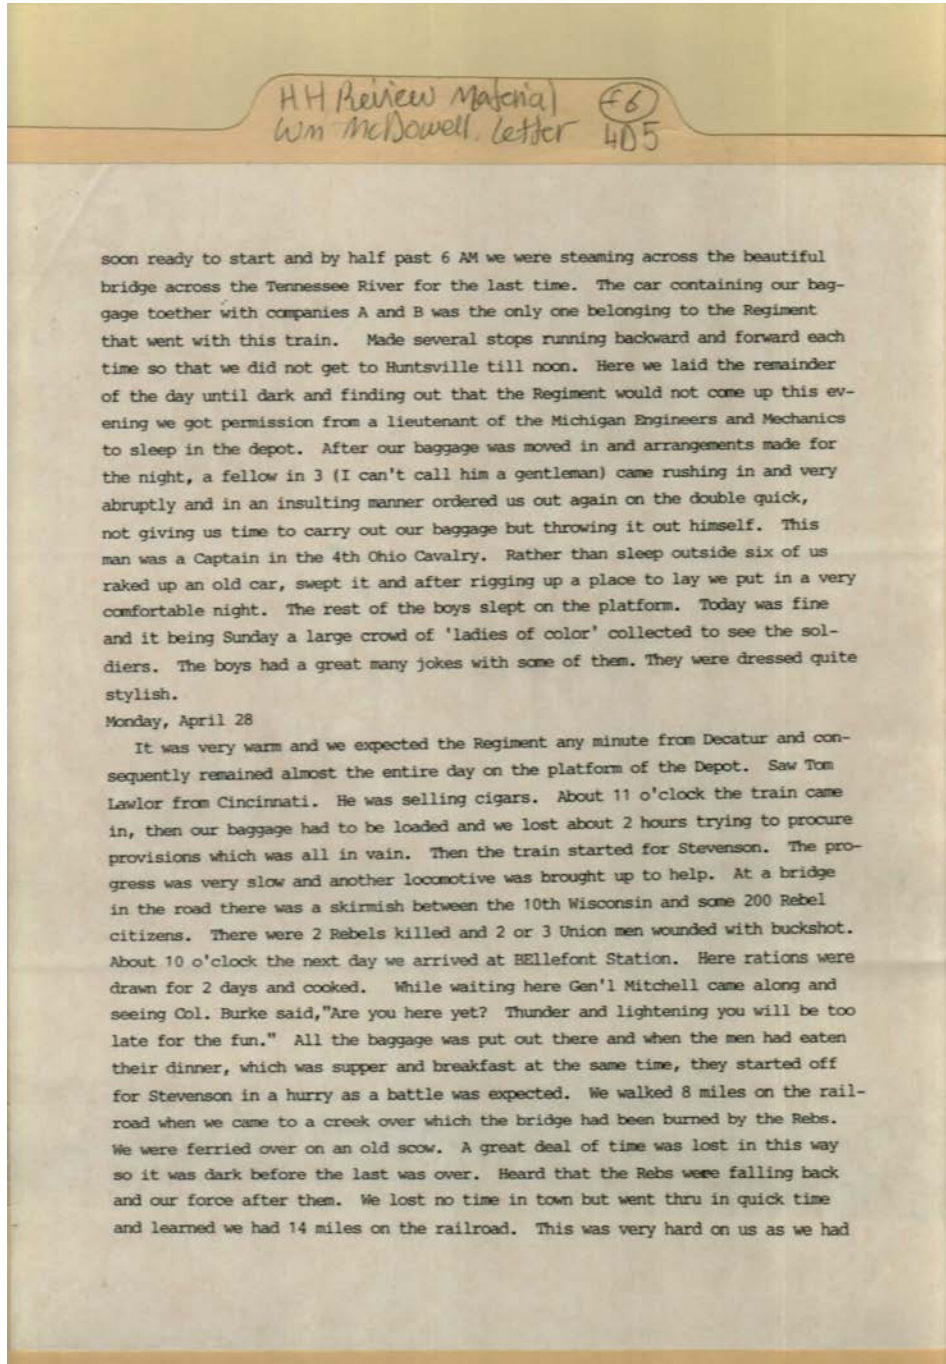 HH Review Material F6
Wm McDowell Letter 4D5
soon ready to start and by half past 6 AM we were steaming across the beautiful
bridge across the Tennessee River for the last time. The car containing our bag-
gage toether with companies A and B was the only one belonging to the Regiment
that went with this train. Made several stops running backward and forward each
time so that we did not get to Huntsville till noon. Here we laid the remainder
of the day until dark and finding out that the Regiment would not come up this ev-
ening we got permission from a lieutenant of the Michigan Engineers and Mechanics
to sleep in the depot. After our baggage was moved in and arrangements made for
the night, a fellow in 3 (I can't call him a gentleman) came rushing in and very
abruptly and in an insulting manner ordered us out again on the double quick,
not giving us time to carry out our baggage but throwing it out himself. This
man was a Captain in the 4th Ohio Cavalry. Rather than sleep outside six of us
raked up an old car, swept it and after rigging up a place to lay we put in a very
comfortable night. The rest of the boys slept on the platform. Today was fine
and it being Sunday a large crowd of 'ladies of color' collected to see the sol-
diers. The boys had a great many jokes with some of them. They were dressed quite
stylish.
Monday, April 28
It was very warm and we expected the Regiment any minute from Decatur and con-
sequently remained almost the entire day on the platform of the Depot. Saw Tom
Lawlor from Cincinnati. He was selling cigars. About 11 o'clock the train came
in, then our baggage had to be loaded and we lost about 2 hours trying to procure
provisions which was all in vain. Then the train started for Stevenson. The pro-
gress was very slow and another locomotive was brought up to help. At a bridge
in the road there was a skirmish between the 10th Wisconsin and some 200 Rebel
citizens. There were 2 Rebels killed and 2 or 3 Union men wounded with buckshot.
About 10 o'clock the next day we arrived at BEllefont Station. Here rations were
drawn for 2 days and cooked. While waiting here Gen'l Mitchell came along and
seeing Col. Burke said,"Are you here yet? Thunder and lightening you will be too
late for the fun." All the baggage was put out there and when the men had eaten
their dinner, which was supper and breakfast at the same time, they started off
for Stevenson in a hurry as a battle was expected. We walked 8 miles on the rail-
road when we came to a creek over which the bridge had been burned by the Rebs.
We were ferried over on an old scow. A great deal of time was lost in this way
so it was dark before the last was over. Heard that the Rebs were falling back
and our force after them. We lost no time in town but went thru in quick time
and learned we had 14 miles on the railroad. This was very hard on us as we had